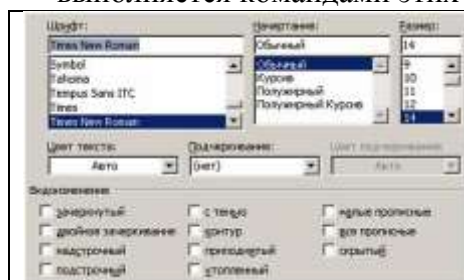 выполняется командами этих
Шрифт: Начертание: Размер:
Times New Roman Обычный 14
Symbol Обычный 9
Tahoma Курсив 10
Tempus Sans ITC Полужирный 11
Times Полужирный Курсив 12
Times New Roman 14
Цвет текста: Подчеркивание: Цвет подчеркивания:
Авто (нет) Авто
Видоизменение
зачеркнутый с тенью малые прописные
двойное зачеркивание контур все прописные
надстрочный приподнятый скрытый
подстрочный утопленный